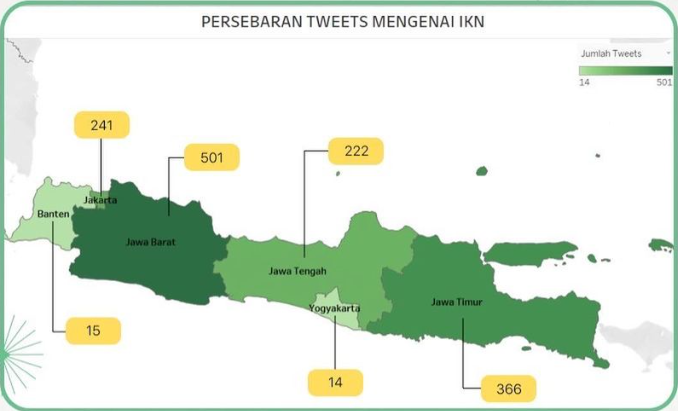 PERSEBARAN TWEETS MENGENAI IKN
Jumlah Tweets
14 501
241
501
222
Jakarta
Banten
Jawa Barat
Jawa Tengah
Yogyakarta
Jawa Timur
15
14
366